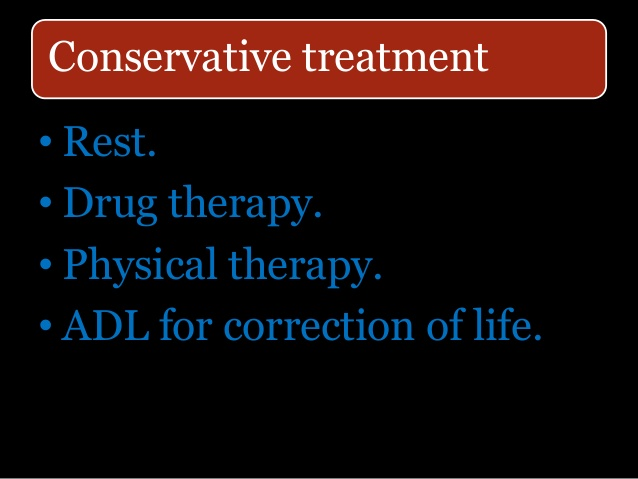 Conservative treatment
• Rest.
• Drug therapy.
• Physical therapy.
• ADL for correction of life.